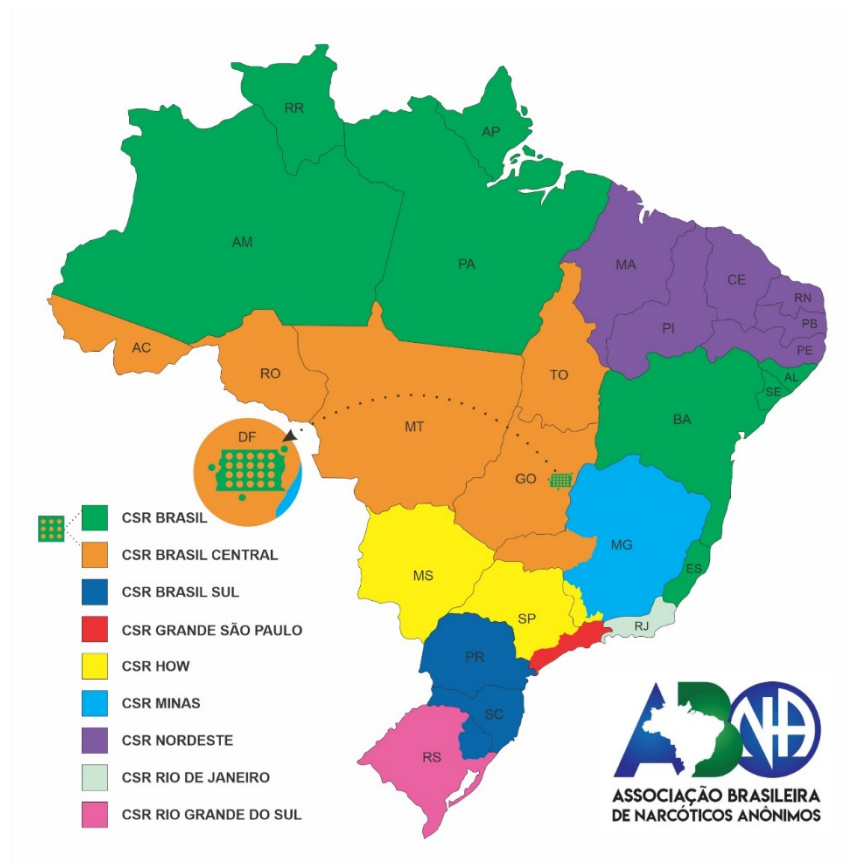 RR
AP
AM
PA
MA
CE
RN
PB
PI
PE
AL
SE
AC
RO
TO
BA
MT
DF
GO
MG
ES
MS
SP
RJ
PR
SC
RS
CSR BRASIL
CSR BRASIL CENTRAL
CSR BRASIL SUL
CSR GRANDE SÃO PAULO
CSR HOW
CSR MINAS
CSR NORDESTE
CSR RIO DE JANEIRO
CSR RIO GRANDE DO SUL
ABNA
ASSOCIAÇÃO BRASILEIRA
DE NARCÓTICOS ANÔNIMOS